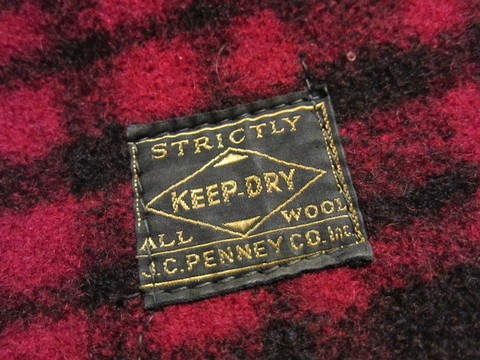 STRICTLY
KEEP-DRY
ALL WOOL
J.C. PENNEY CO. Inc.